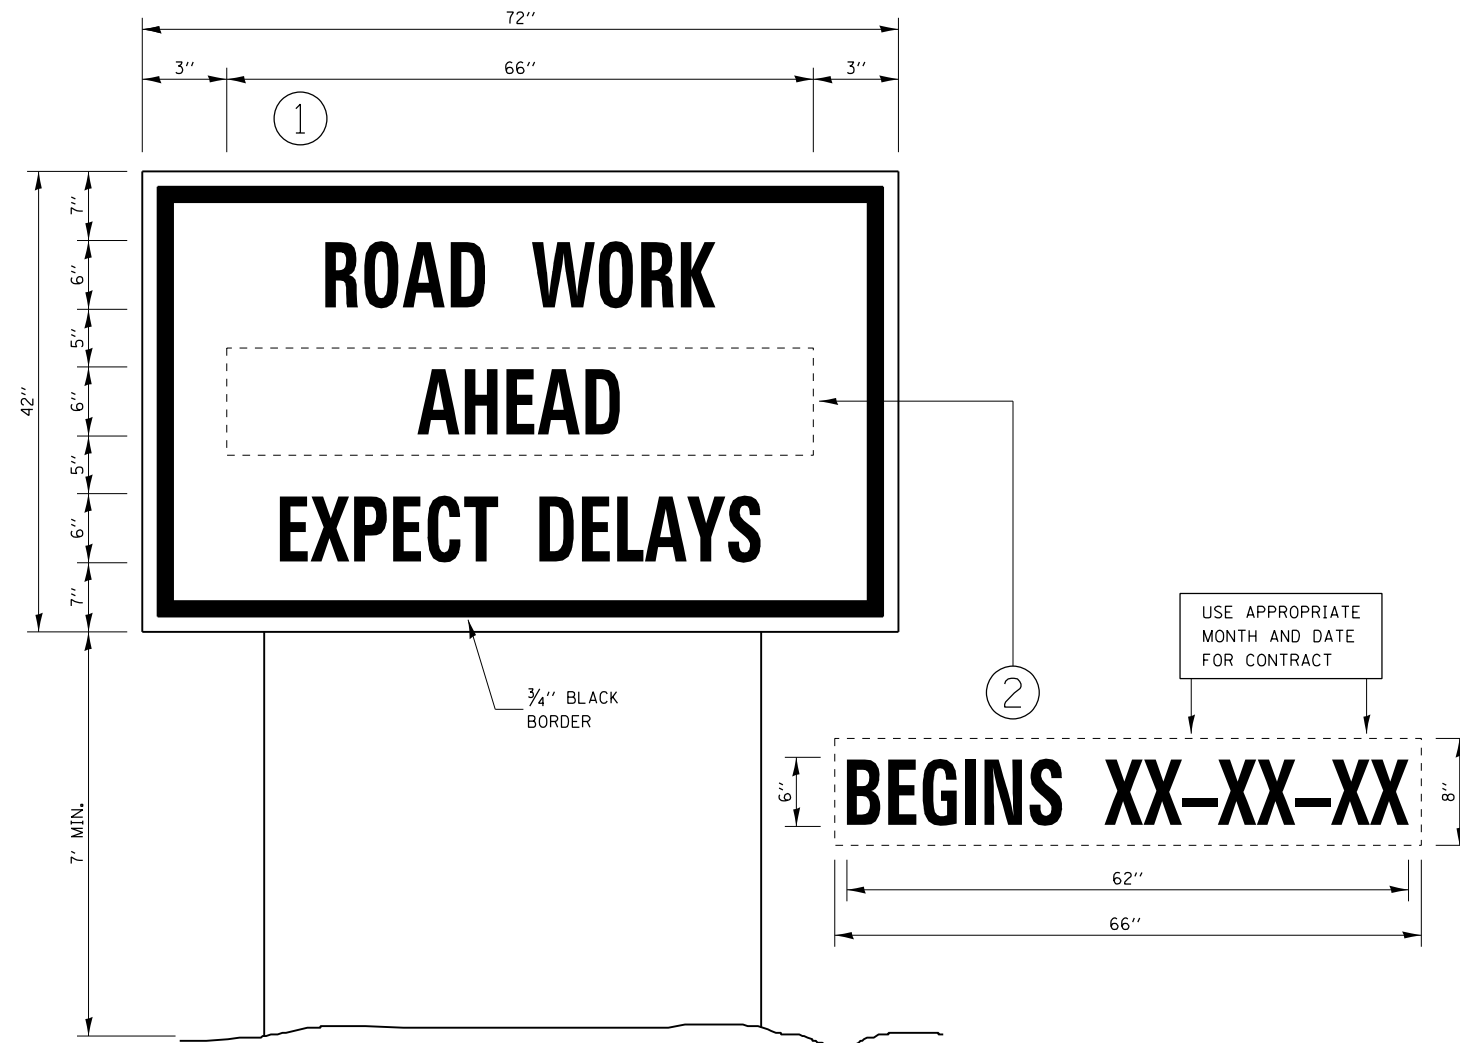 72''
3'' 66'' 3''
1
7''
6''
5''
6''
5''
6''
7''
42''
7' MIN.
ROAD WORK
AHEAD
EXPECT DELAYS
3/4'' BLACK
BORDER
2
USE APPROPRIATE
MONTH AND DATE
FOR CONTRACT
6''
BEGINS XX-XX-XX
8''
62''
66''